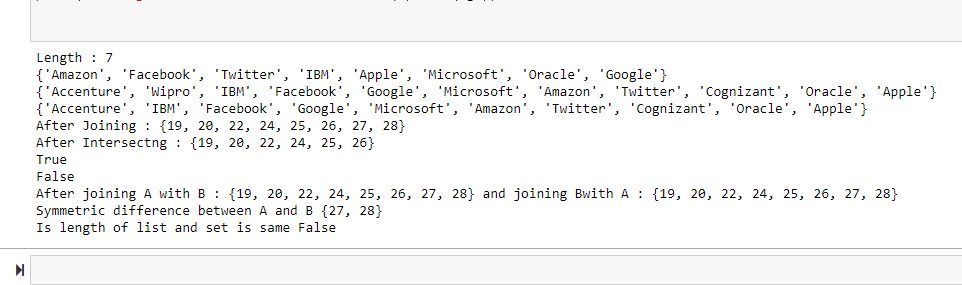 Length : 7
{'Amazon', 'Facebook', 'Twitter', 'IBM', 'Apple', 'Microsoft', 'Oracle', 'Google'}
{'Accenture', 'Wipro', 'IBM', 'Facebook', 'Google', 'Microsoft', 'Amazon', 'Twitter', 'Cognizant', 'Oracle', 'Apple'}
{'Accenture', 'IBM', 'Facebook', 'Google', 'Microsoft', 'Amazon', 'Twitter', 'Cognizant', 'Oracle', 'Apple'}
After Joining : {19, 20, 22, 24, 25, 26, 27, 28}
After Intersectng : {19, 20, 22, 24, 25, 26}
True
False
After joining A with B : {19, 20, 22, 24, 25, 26, 27, 28} and joining Bwith A : {19, 20, 22, 24, 25, 26, 27, 28}
Symmetric difference between A and B {27, 28}
Is length of list and set is same False